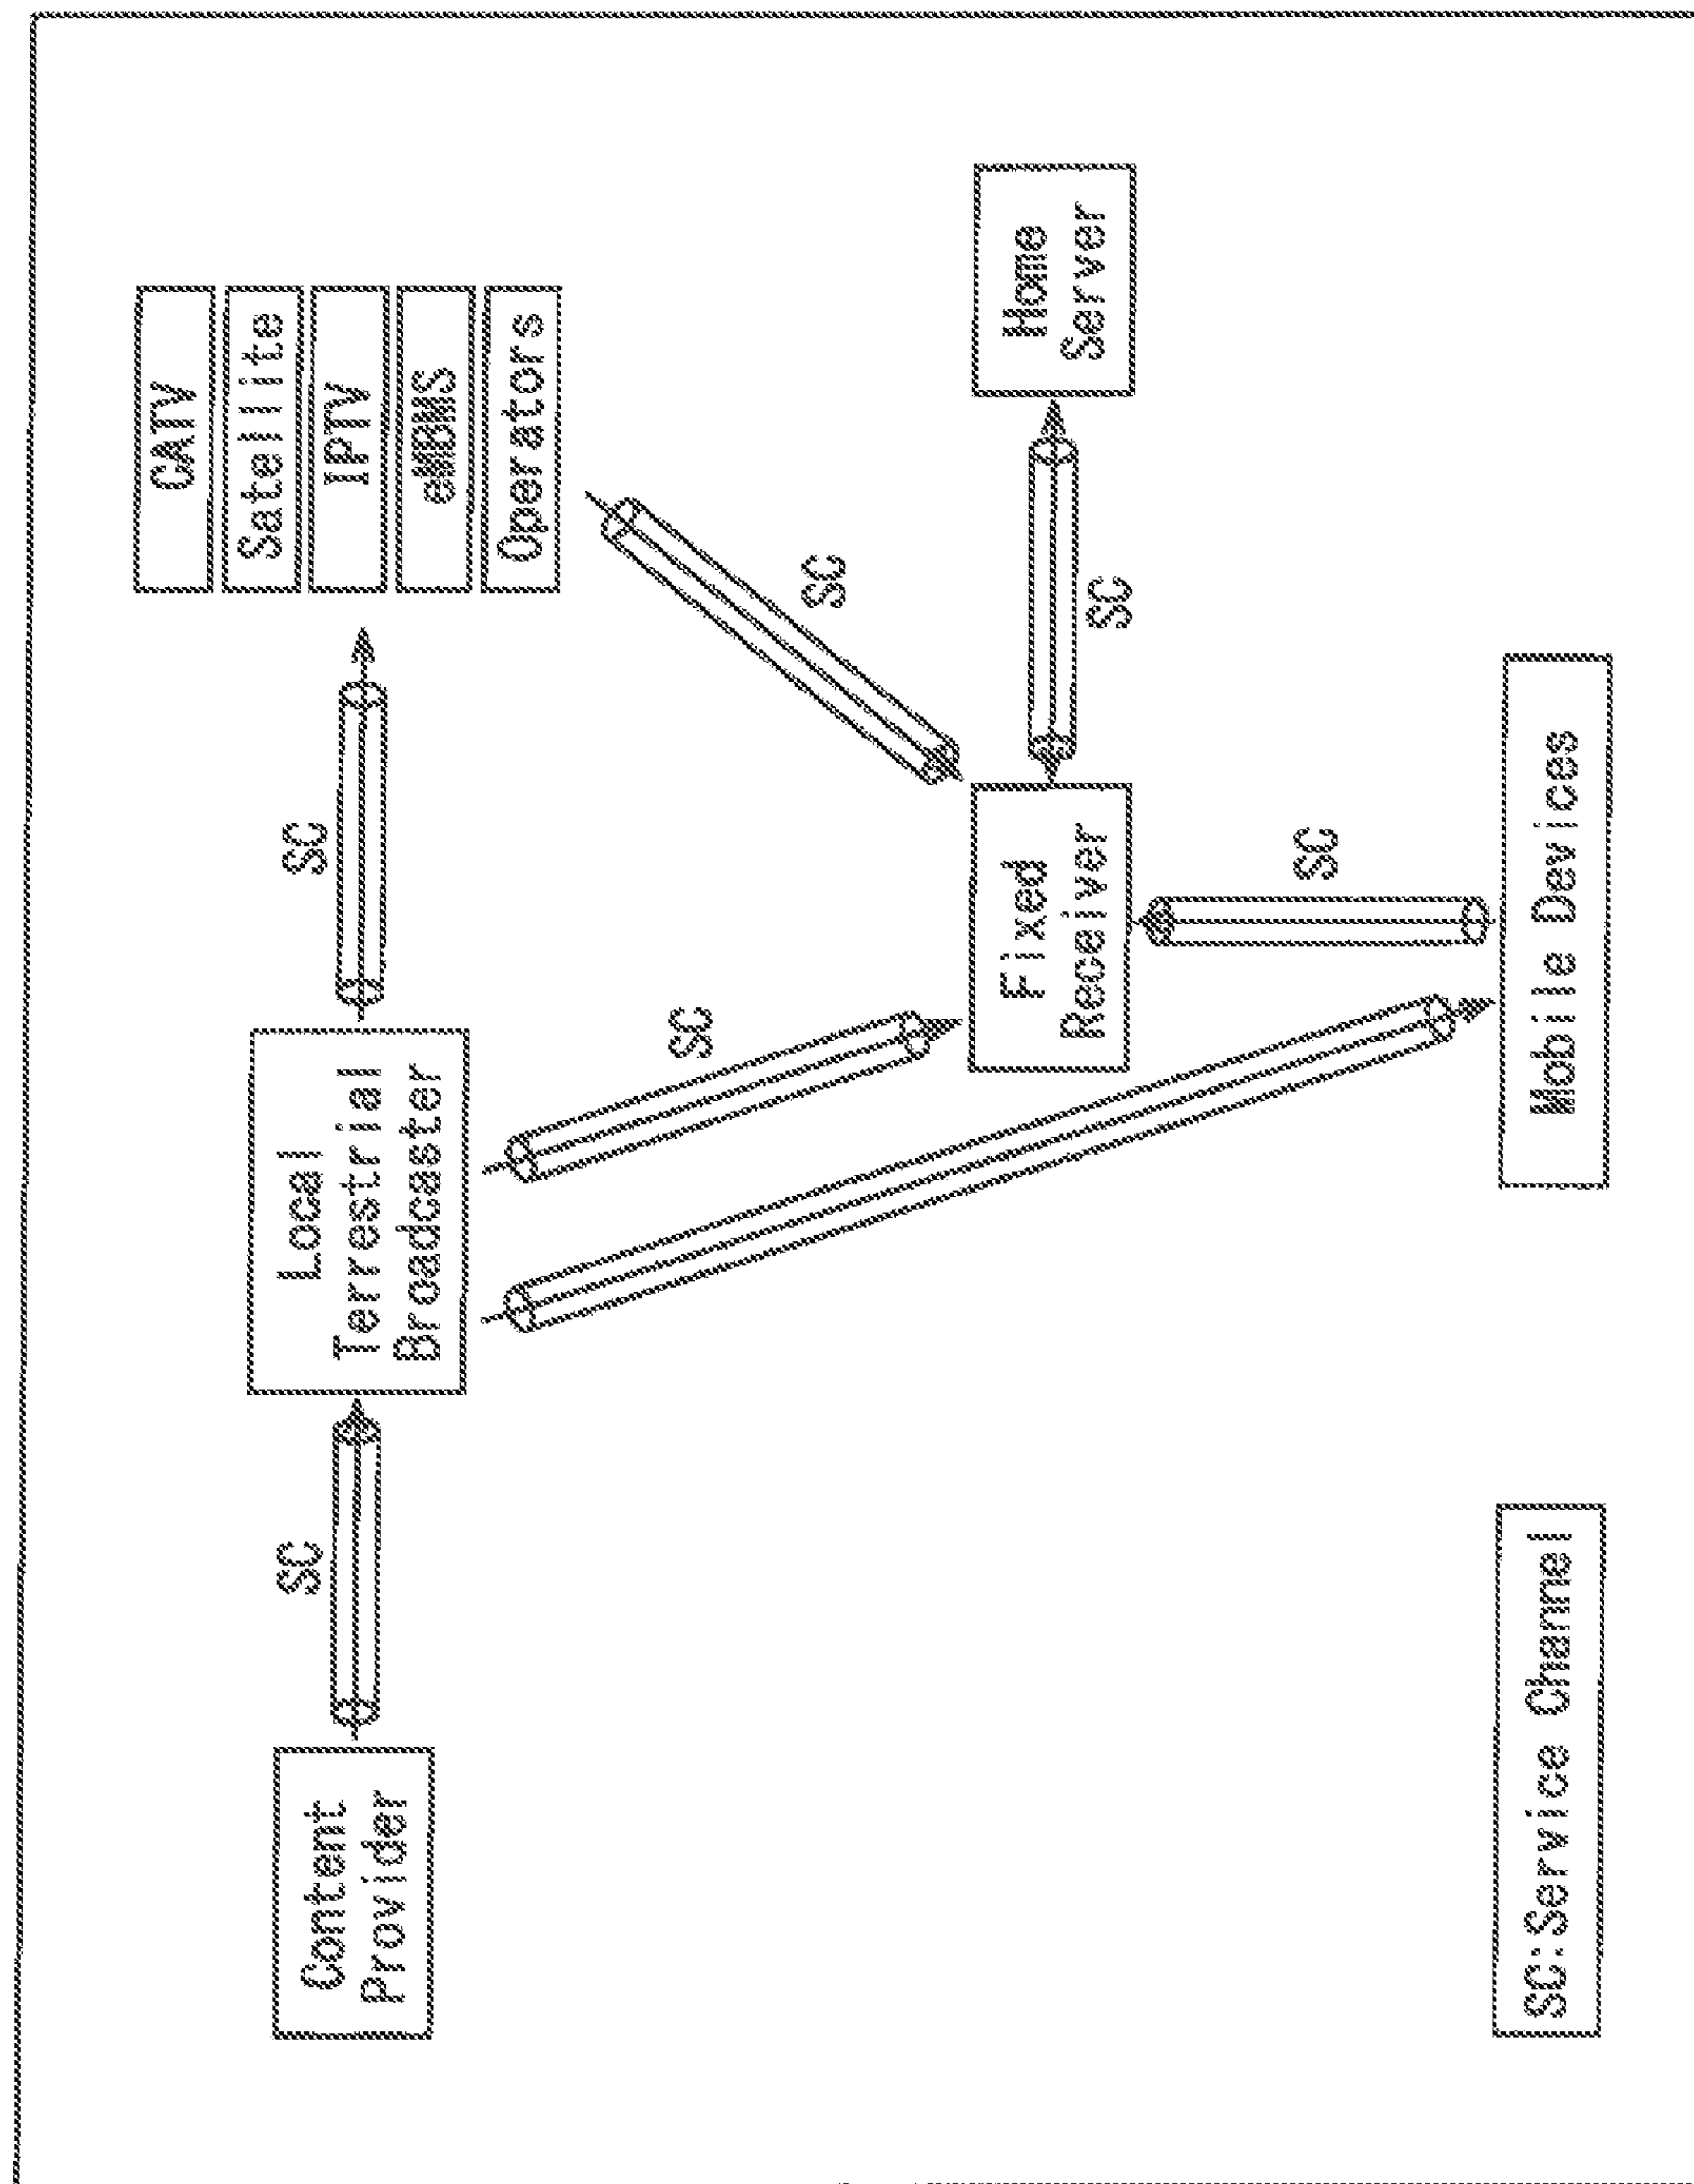 Content
Provider
SC
Local
Terrestrial
Broadcaster
SC
CATV
Satellite
IPTV
eMBMS
Operators
SC
SC
Fixed
Receiver
SC
Home
Server
SC
Mobile Devices
SC:Service Channel